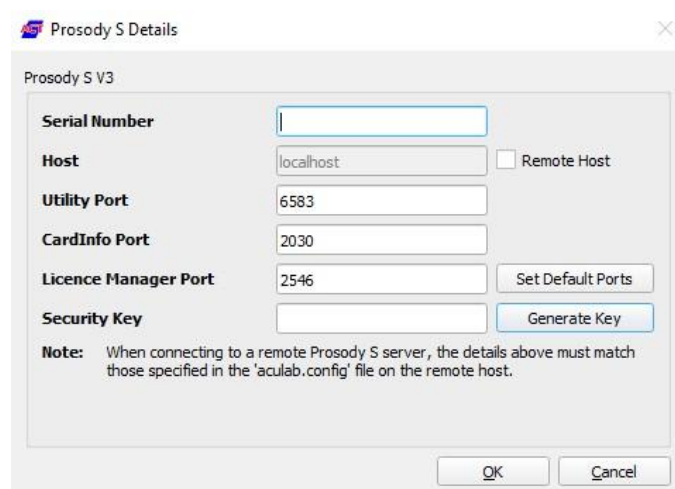 ACT Prosody S Details
Prosody S V3
Serial Number
Host localhost Remote Host
Utility Port 6583
CardInfo Port 2030
Licence Manager Port 2546 Set Default Ports
Security Key Generate Key
Note: When connecting to a remote Prosody S server, the details above must match
those specified in the 'aculab.config' file on the remote host.
OK Cancel